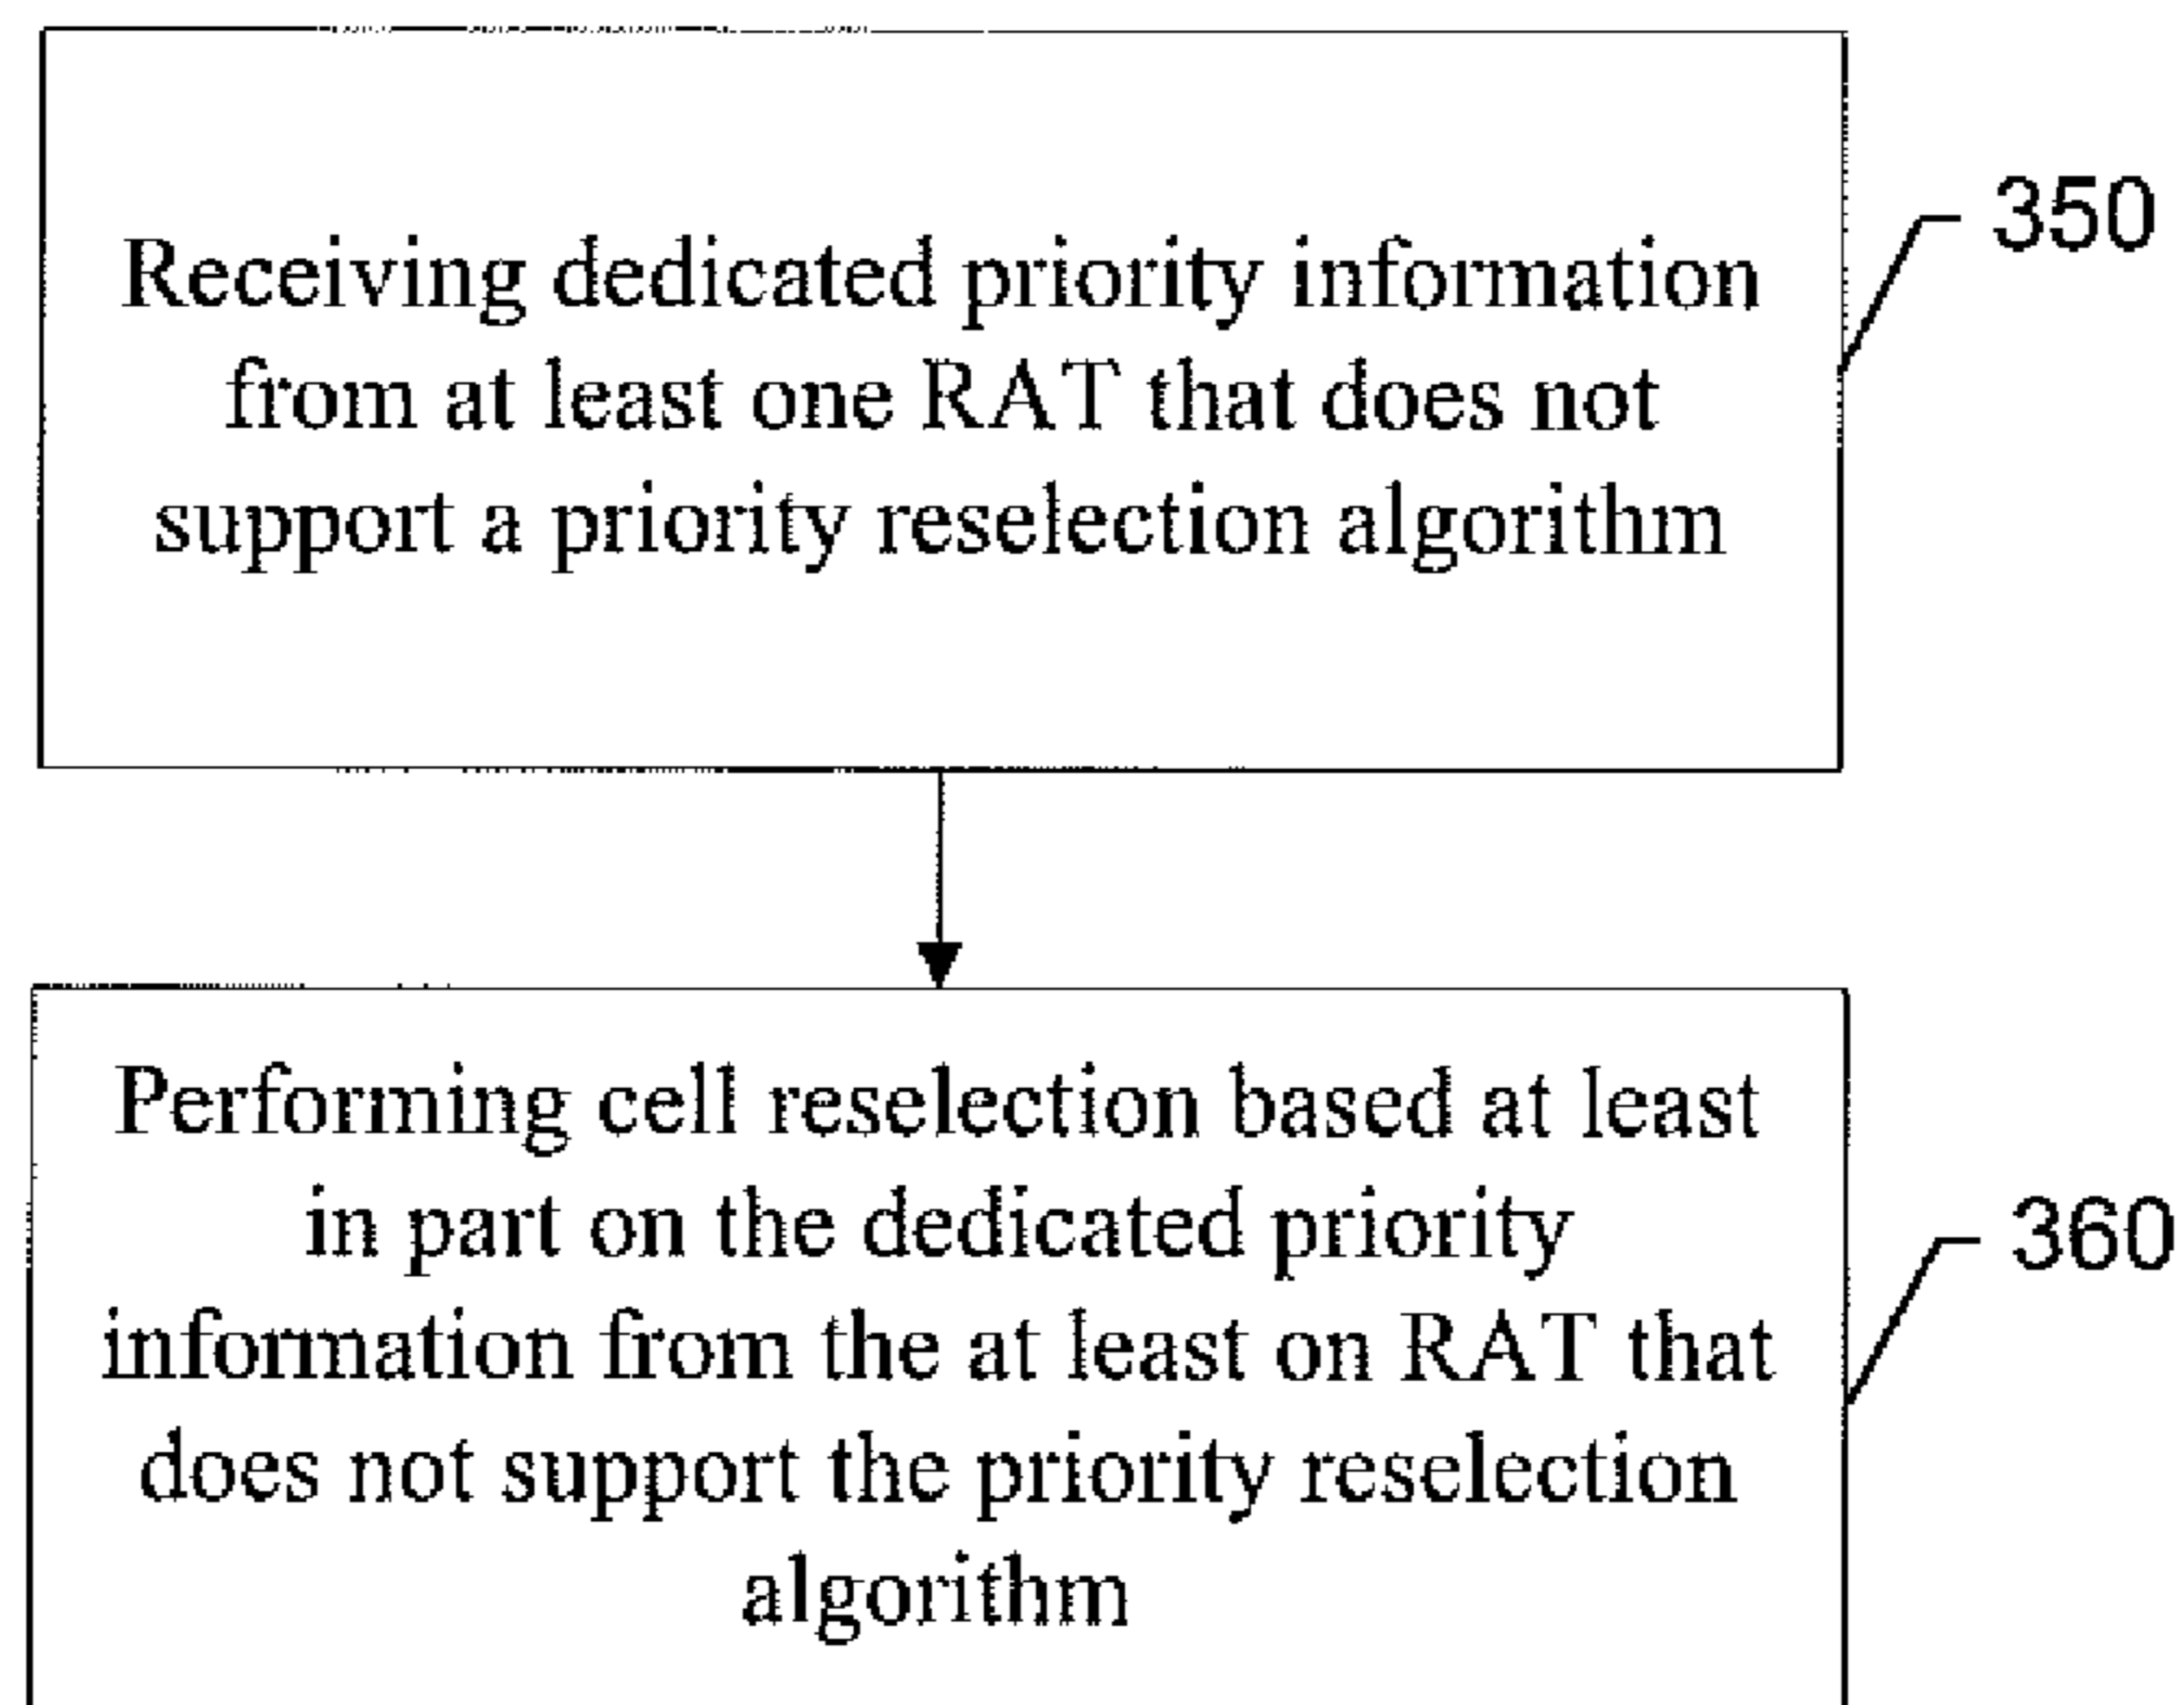 Receiving dedicated priority information
from at least one RAT that does not
support a priority reselection algorithm
350
Performing cell reselection based at least
in part on the dedicated priority
information from the at least on RAT that
does not support the priority reselection
algorithm
360